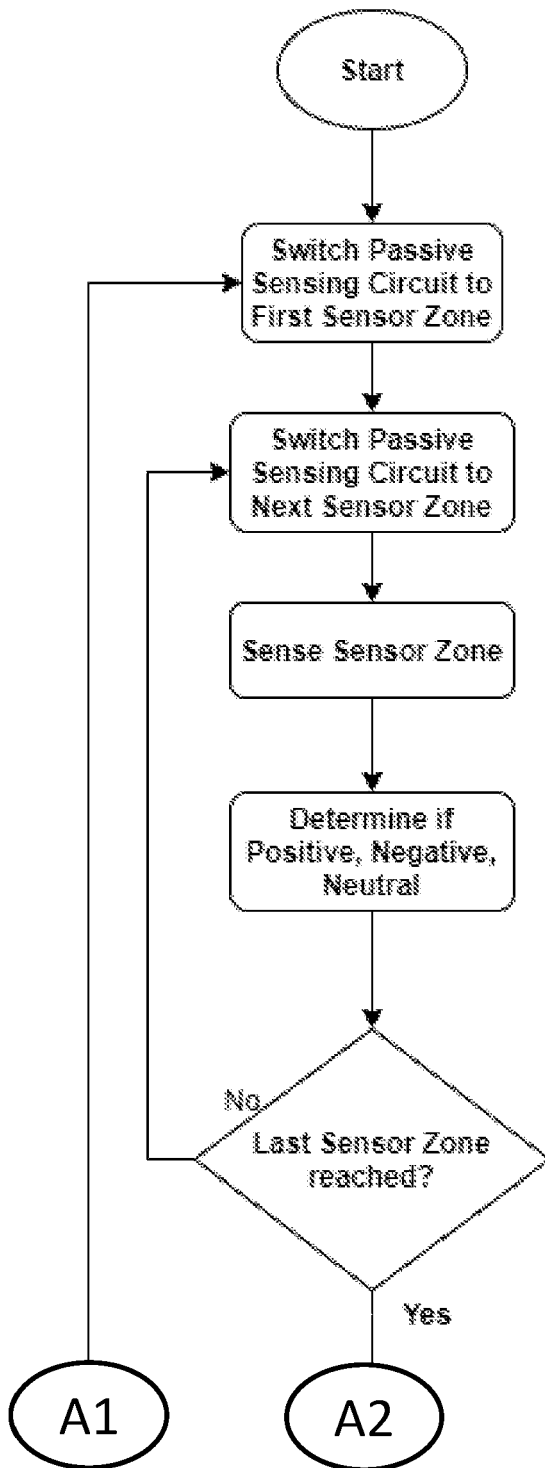 Start
Switch Passive
Sensing Circuit to
First Sensor Zone
Switch Passive
Sensing Circuit to
Next Sensor Zone
Sense Sensor Zone
Determine if
Positive, Negative,
Neutral
No
Last Sensor Zone
reached?
Yes
A1
A2